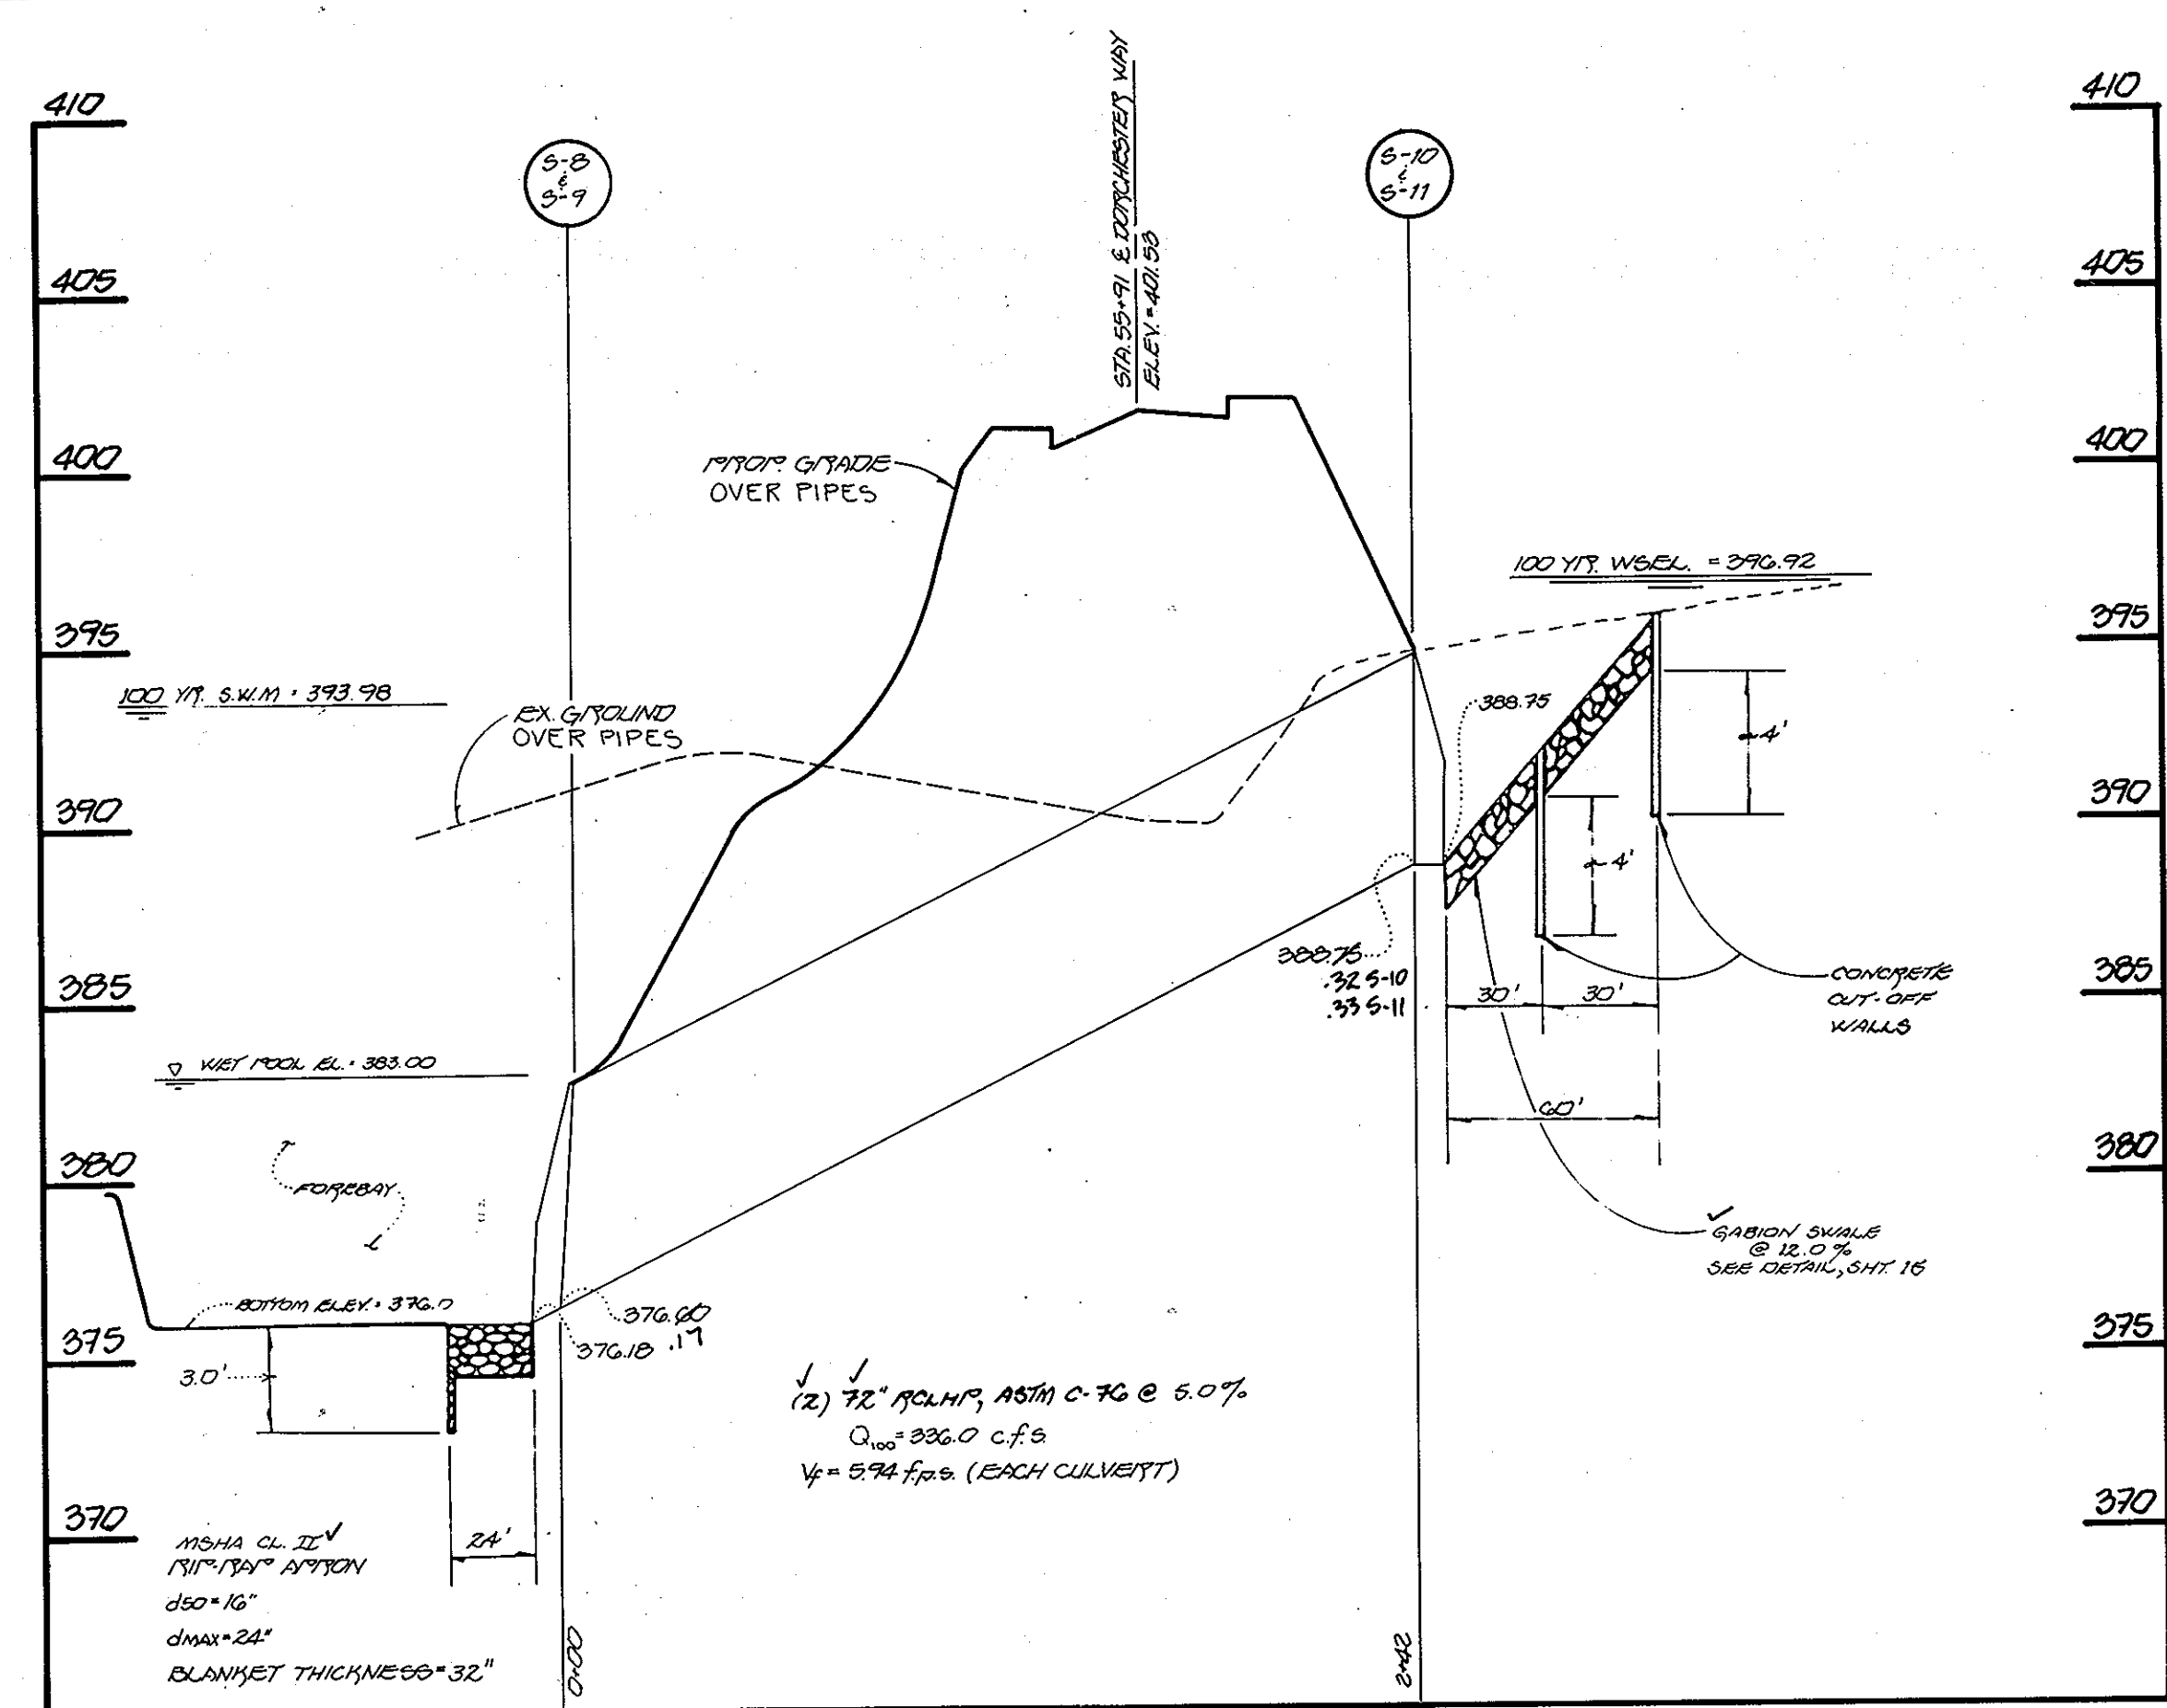 410
410
S-8
&
S-9
STA. 55+91 ℄ DORCHESTER WAY
ELEV. = 401.53
S-10
&
S-11
405
405
400
400
PROP. GRADE
OVER PIPES
100 YR. WSEL. = 396.92
395
395
100 YR. S.W.M = 393.98
EX. GROUND
OVER PIPES
388.75
4'
390
390
4'
388.75
.32 S-10
.33 S-11
385
385
30'
30'
CONCRETE
CUT-OFF
WALLS
WET POOL EL. = 383.00
60'
380
380
FOREBAY
GABION SWALE
@ 12.0 %
SEE DETAIL, SHT. 16
BOTTOM ELEV. = 376.0
376.60
376.18 .17
375
375
3.0'
(2) 72" RCLHP, ASTM C-76 @ 5.0%
Q100 = 336.0 c.f.s.
Vf = 5.94 f.p.s. (EACH CULVERT)
370
370
24'
MSHA CL. II
RIP-RAP APRON
d50 = 16"
dMAX = 24"
BLANKET THICKNESS = 32"
0+00
2+42